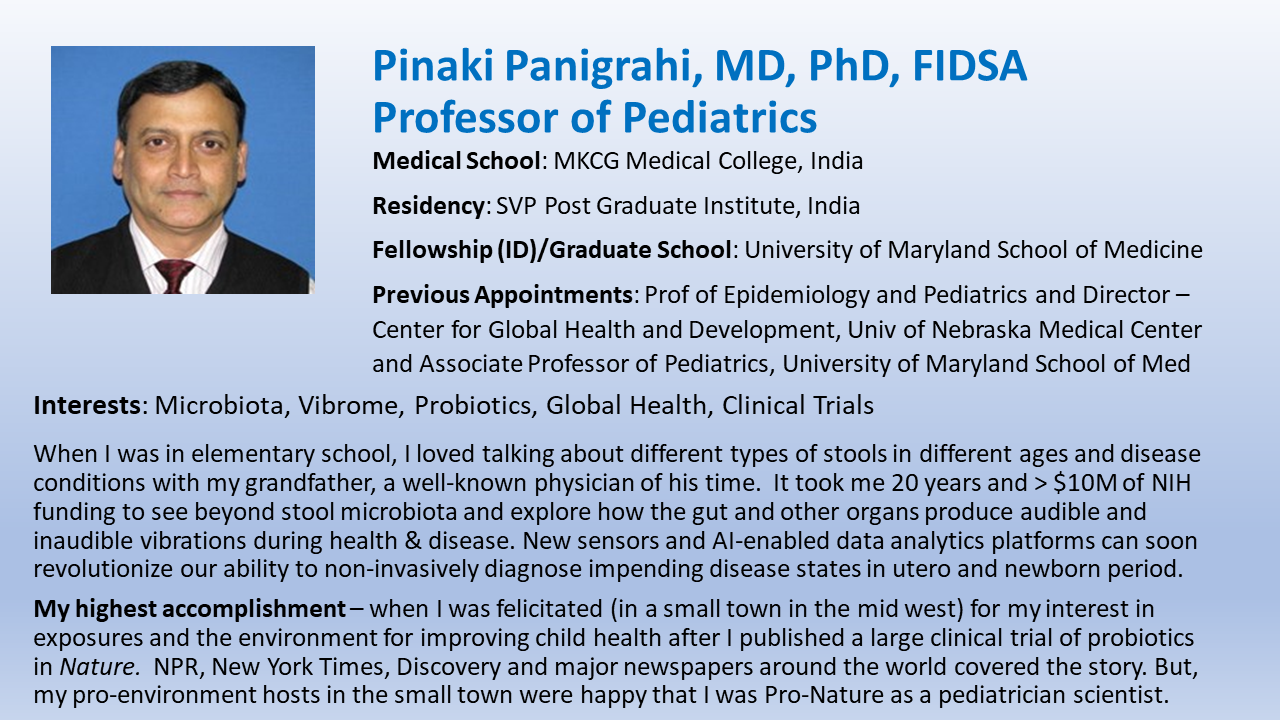 Pinaki Panigrahi, MD, PhD, FIDSA
Professor of Pediatrics
Medical School: MKCG Medical College, India
Residency: SVP Post Graduate Institute, India
Fellowship (ID)/Graduate School: University of Maryland School of Medicine
Previous Appointments: Prof of Epidemiology and Pediatrics and Director –
Center for Global Health and Development, Univ of Nebraska Medical Center
and Associate Professor of Pediatrics, University of Maryland School of Med
Interests: Microbiota, Vibrome, Probiotics, Global Health, Clinical Trials
When I was in elementary school, I loved talking about different types of stools in different ages and disease
conditions with my grandfather, a well-known physician of his time.  It took me 20 years and > $10M of NIH
funding to see beyond stool microbiota and explore how the gut and other organs produce audible and
inaudible vibrations during health & disease. New sensors and AI-enabled data analytics platforms can soon
revolutionize our ability to non-invasively diagnose impending disease states in utero and newborn period.
My highest accomplishment – when I was felicitated (in a small town in the mid west) for my interest in
exposures and the environment for improving child health after I published a large clinical trial of probiotics
in Nature.  NPR, New York Times, Discovery and major newspapers around the world covered the story. But,
my pro-environment hosts in the small town were happy that I was Pro-Nature as a pediatrician scientist.